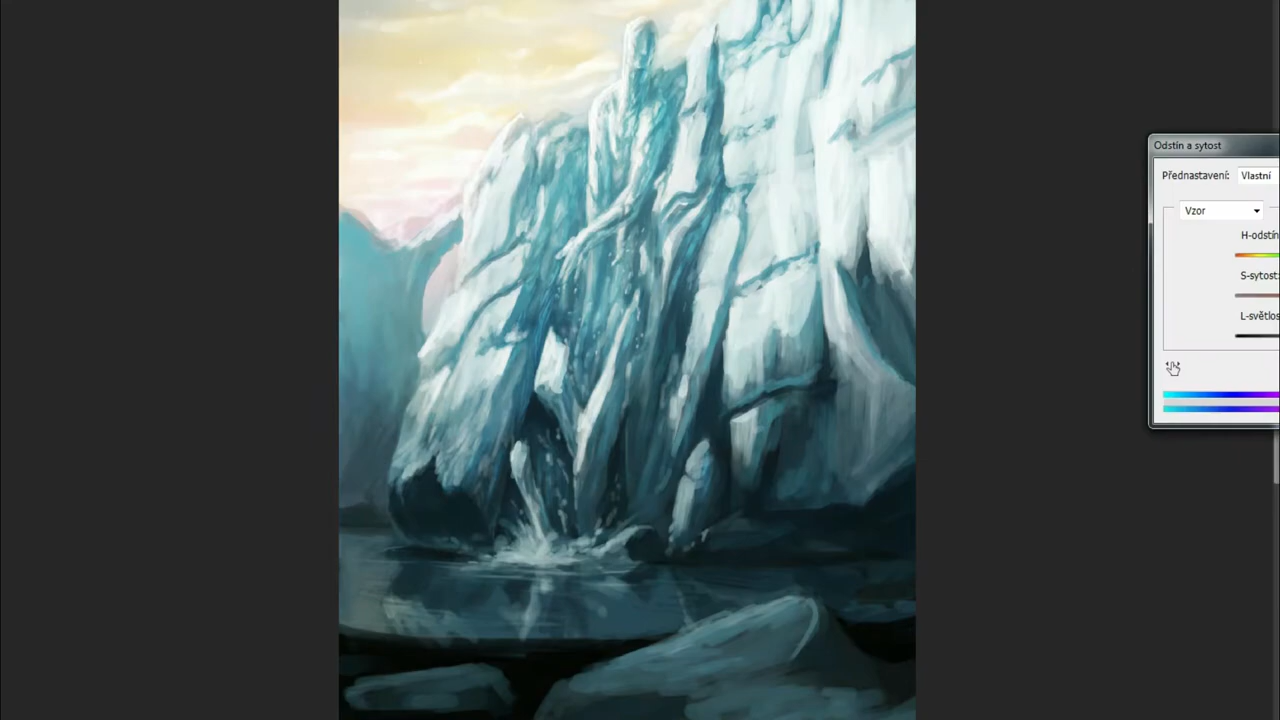 Odstín a sytost
Přednastavení: Vlastní
Vzor
H-odstín
S-sytost:
L-světlos